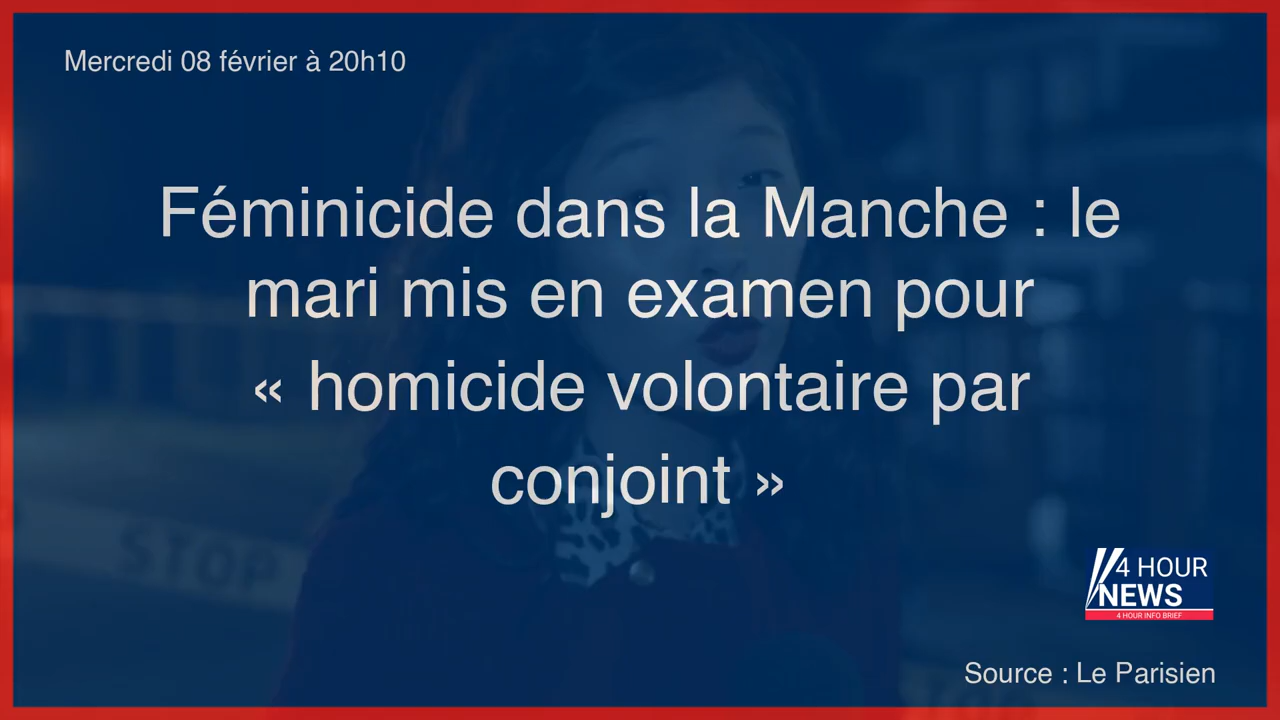 Mercredi 08 février à 20h10
Féminicide dans la Manche : le
mari mis en examen pour
« homicide volontaire par
conjoint »
STOP
4 HOUR
NEWS
4 HOUR INFO BRIEF
Source : Le Parisien